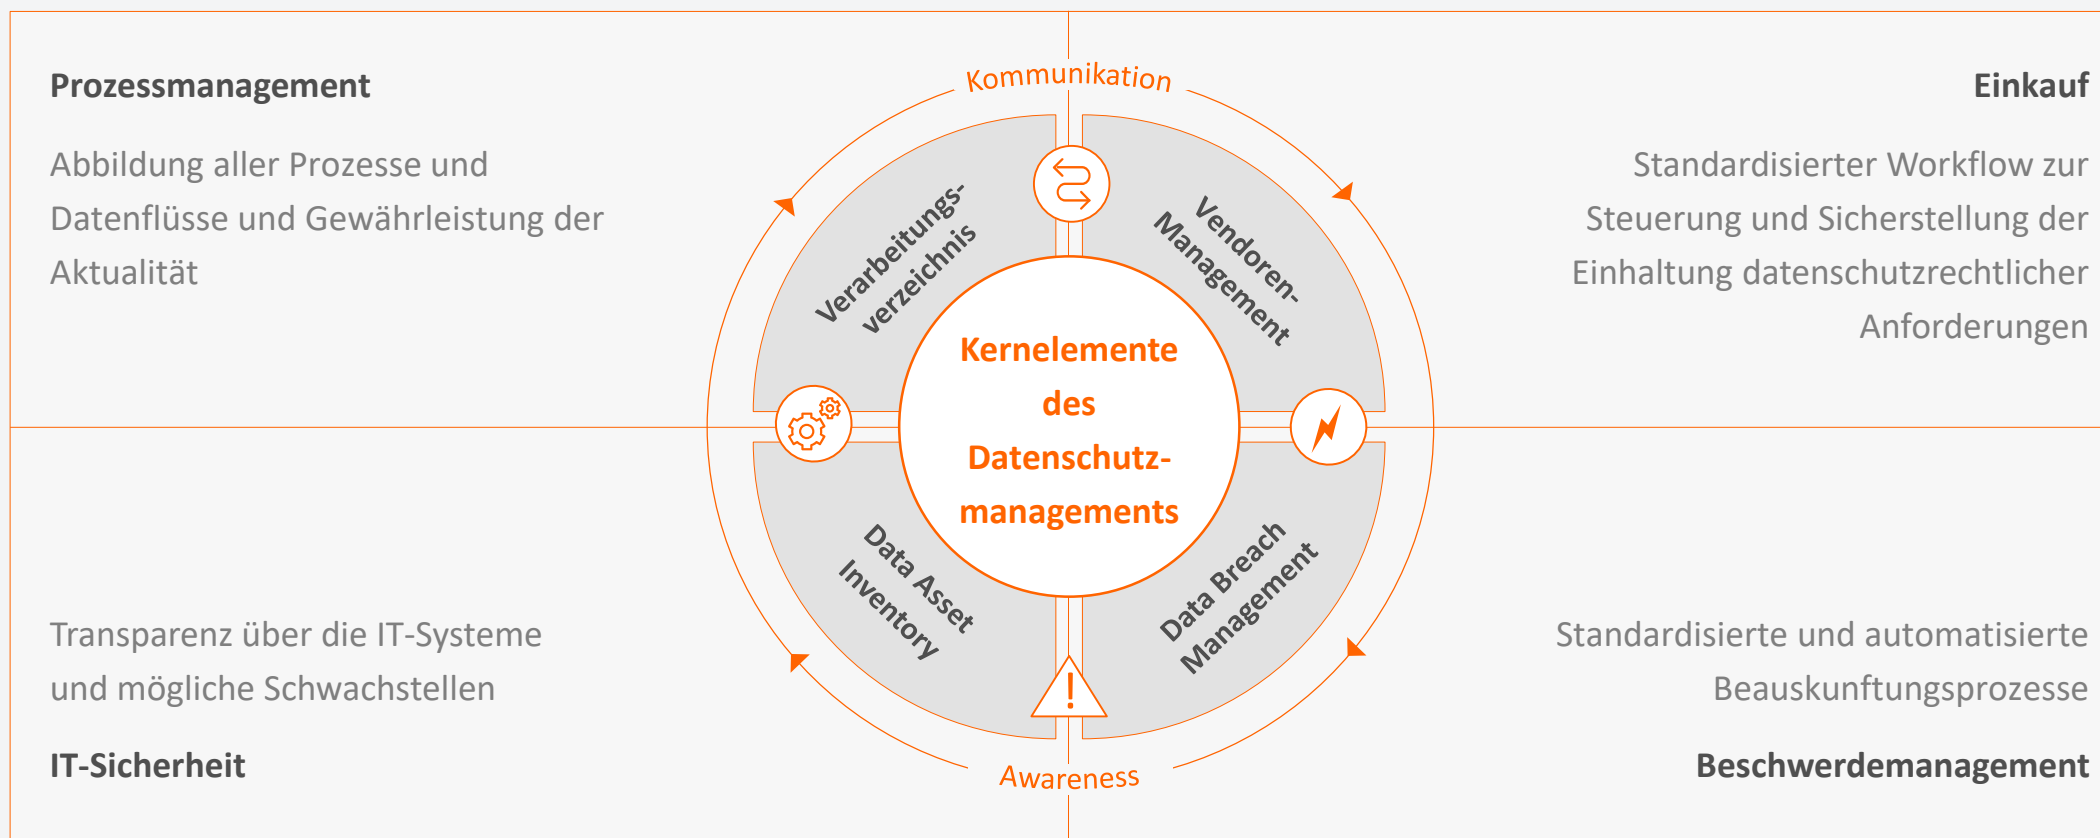 Prozessmanagement
Abbildung aller Prozesse und
Datenflüsse und Gewährleistung der
Aktualität
Kommunikation
Einkauf
Standardisierter Workflow zur
Steuerung und Sicherstellung der
Einhaltung datenschutzrechtlicher
Anforderungen
Verarbeitungs-
verzeichnis
Vendoren-
Management
Kernelemente
des
Datenschutz-
managements
Data Asset
Inventory
Data Breach
Management
Transparenz über die IT-Systeme
und mögliche Schwachstellen
IT-Sicherheit
!
Awareness
Standardisierte und automatisierte
Beauskunftungsprozesse
Beschwerdemanagement